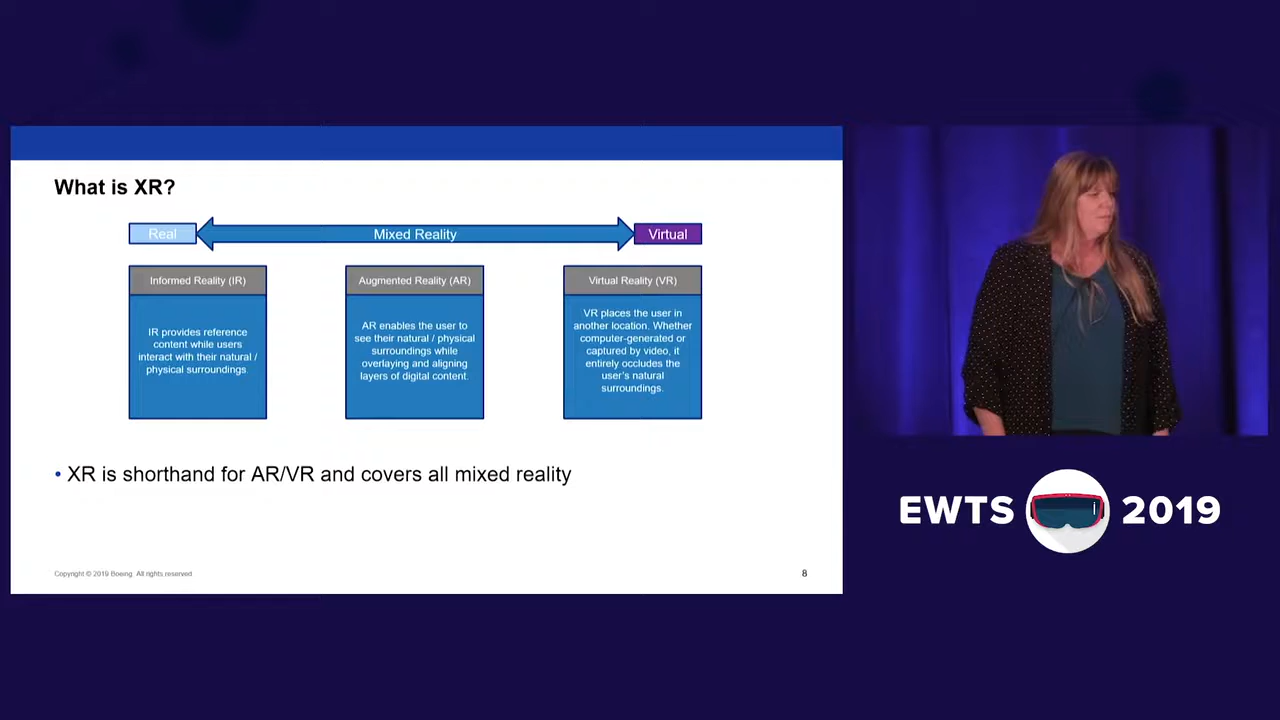 What is XR?
Real
Mixed Reality
Virtual
Informed Reality (IR)
IR provides reference
content while users
interact with their natural /
physical surroundings.
Augmented Reality (AR)
AR enables the user to
see their natural / physical
surroundings while
overlaying and aligning
layers of digital content.
Virtual Reality (VR)
VR places the user in
another location. Whether
computer-generated or
captured by video, it
entirely occludes the
user's natural
surroundings.
• XR is shorthand for AR/VR and covers all mixed reality
Copyright © 2019 Boeing. All rights reserved
8
EWTS 2019